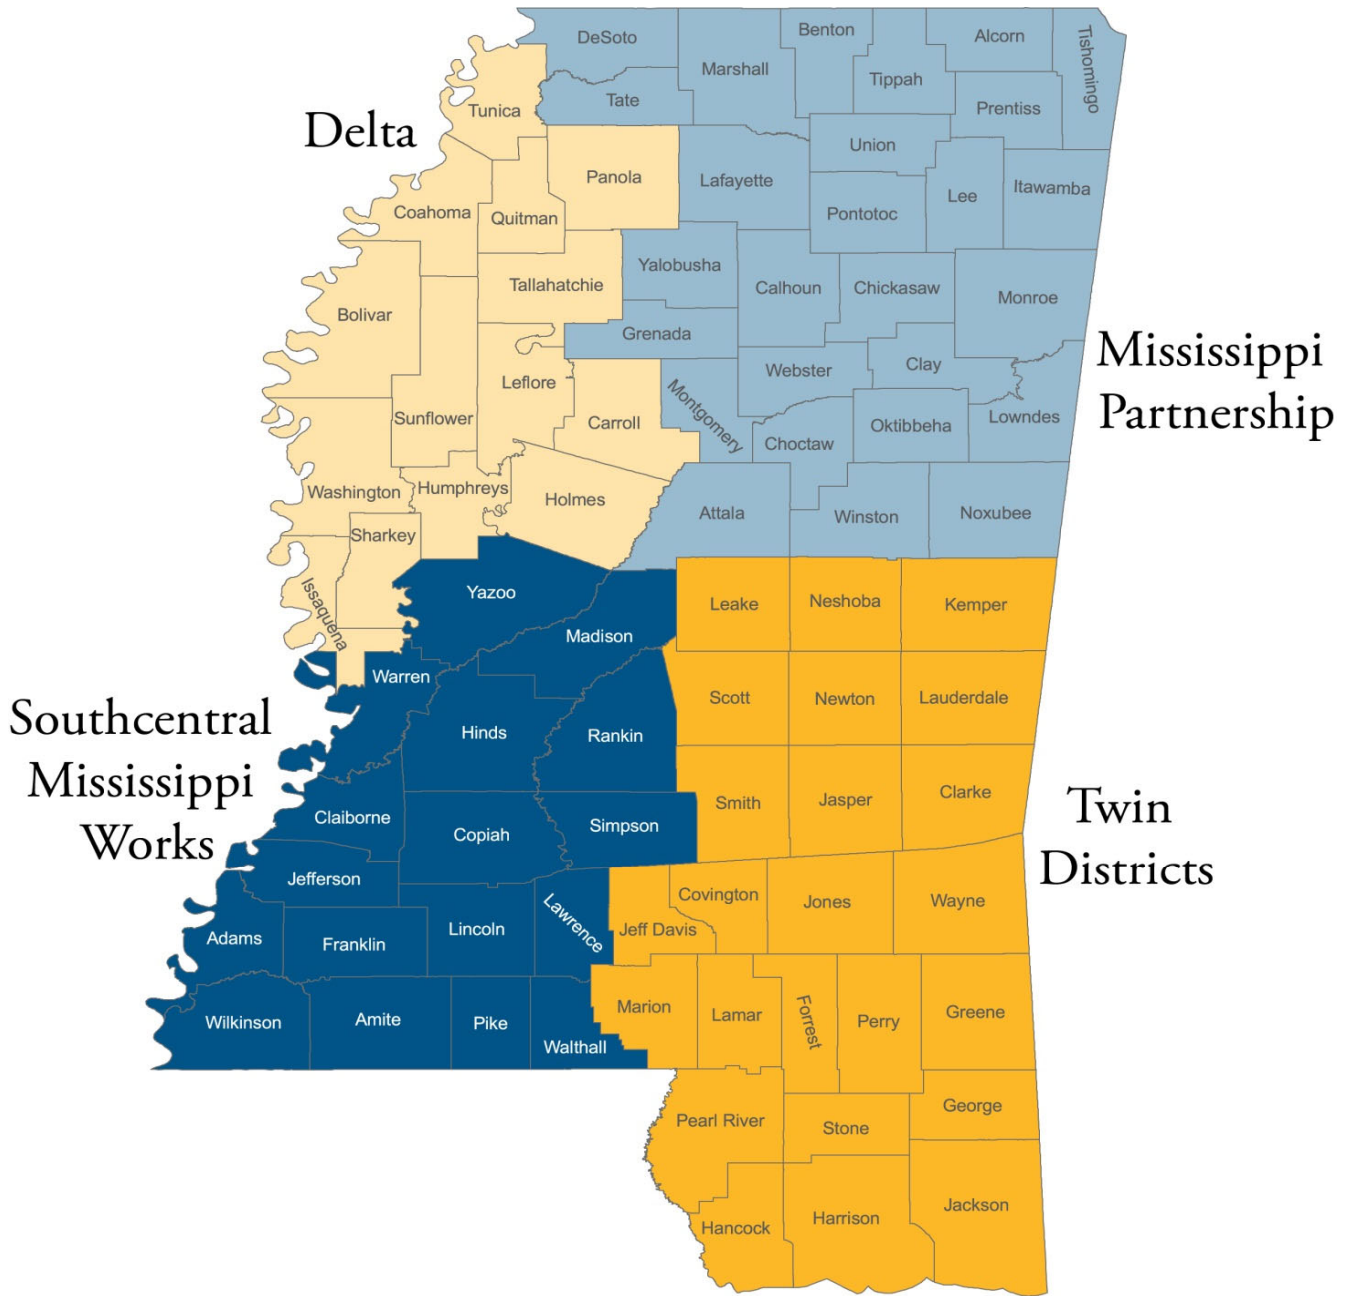 DeSoto
Benton
Alcorn
Tishomingo
Marshall
Tippah
Tate
Prentiss
Tunica
Delta
Union
Panola
Lafayette
Itawamba
Lee
Coahoma
Quitman
Pontotoc
Yalobusha
Tallahatchie
Calhoun
Chickasaw
Monroe
Bolivar
Grenada
Mississippi
Partnership
Clay
Webster
Leflore
Montgomery
Sunflower
Carroll
Choctaw
Oktibbeha
Lowndes
Washington
Humphreys
Holmes
Attala
Winston
Noxubee
Sharkey
Issaquena
Yazoo
Leake
Neshoba
Kemper
Madison
Warren
Scott
Newton
Lauderdale
Southcentral
Mississippi
Works
Hinds
Rankin
Smith
Jasper
Clarke
Twin
Districts
Claiborne
Copiah
Simpson
Jefferson
Covington
Jones
Wayne
Lawrence
Jeff Davis
Adams
Franklin
Lincoln
Marion
Lamar
Forrest
Perry
Greene
Wilkinson
Amite
Pike
Walthall
Pearl River
Stone
George
Hancock
Harrison
Jackson